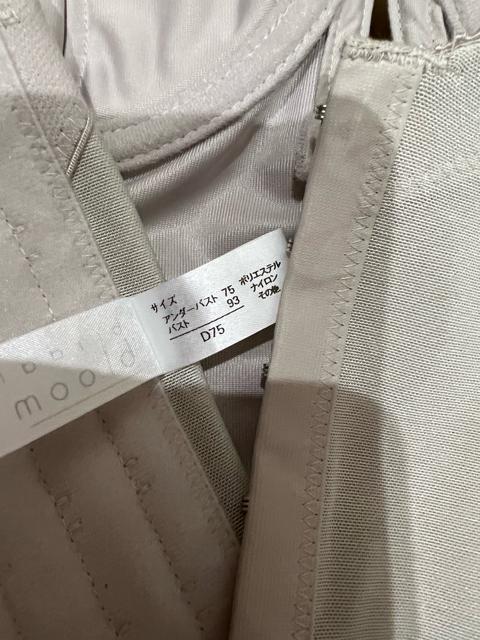 サイズ
アンダーバスト 75
バスト 93
D75
ポリエステル
ナイロン
その他
moold